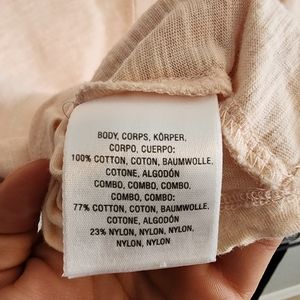 BODY, CORPS, KÖRPER,
CORPO, CUERPO:
100% COTTON, COTON, BAUMWOLLE,
COTONE, ALGODÓN
COMBO, COMBO, COMBO,
COMBO, COMBO:
77% COTTON, COTON, BAUMWOLLE,
COTONE, ALGODÓN
23% NYLON, NYLON, NYLON,
NYLON, NYLON